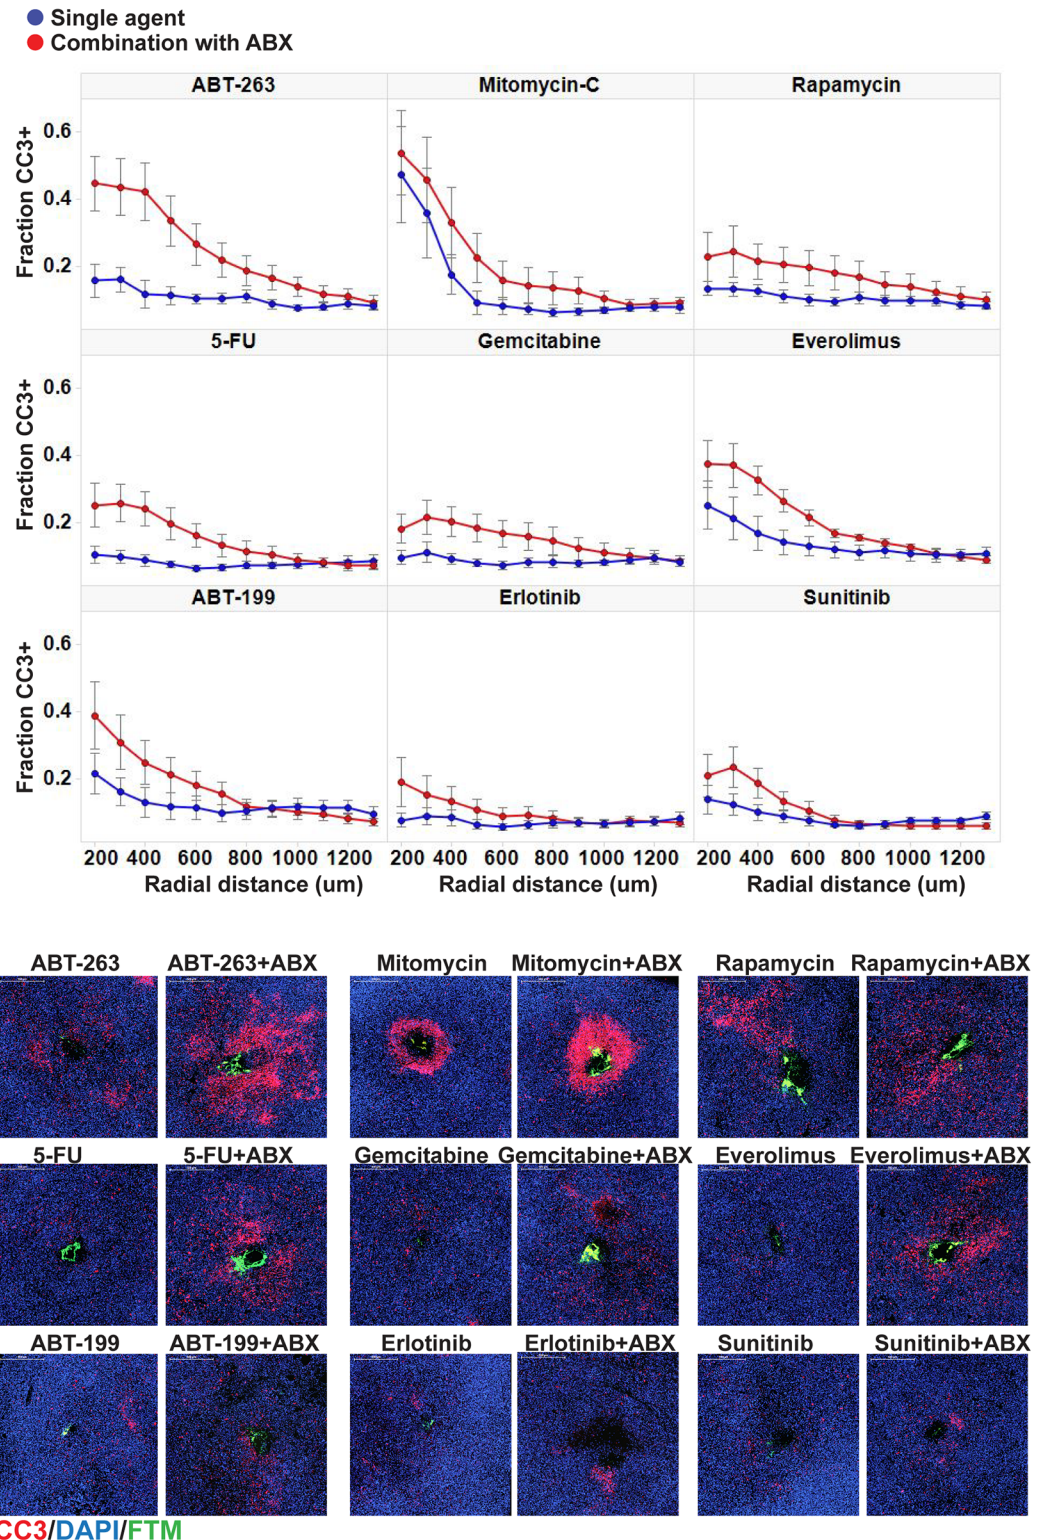 Single agent
Combination with ABX
ABT-263 Mitomycin-C Rapamycin
Fraction CC3+
0.6
0.4
0.2
5-FU Gemcitabine Everolimus
Fraction CC3+
0.6
0.4
0.2
ABT-199 Erlotinib Sunitinib
Fraction CC3+
0.6
0.4
0.2
200 400 600 800 1000 1200 200 400 600 800 1000 1200 200 400 600 800 1000 1200
Radial distance (um) Radial distance (um) Radial distance (um)
ABT-263 ABT-263+ABX Mitomycin Mitomycin+ABX Rapamycin Rapamycin+ABX
5-FU 5-FU+ABX Gemcitabine Gemcitabine+ABX Everolimus Everolimus+ABX
ABT-199 ABT-199+ABX Erlotinib Erlotinib+ABX Sunitinib Sunitinib+ABX
CC3/DAPI/FTM